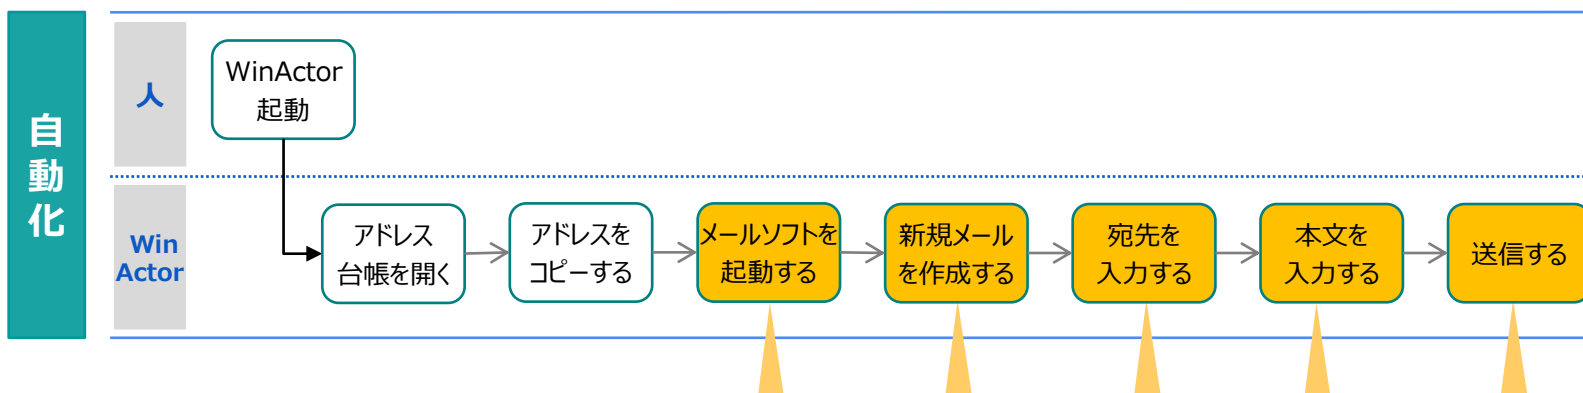 自動化
人
WinActor
起動
Win
Actor
アドレス
台帳を開く
アドレスを
コピーする
メールソフトを
起動する
新規メール
を作成する
宛先を
入力する
本文を
入力する
送信する